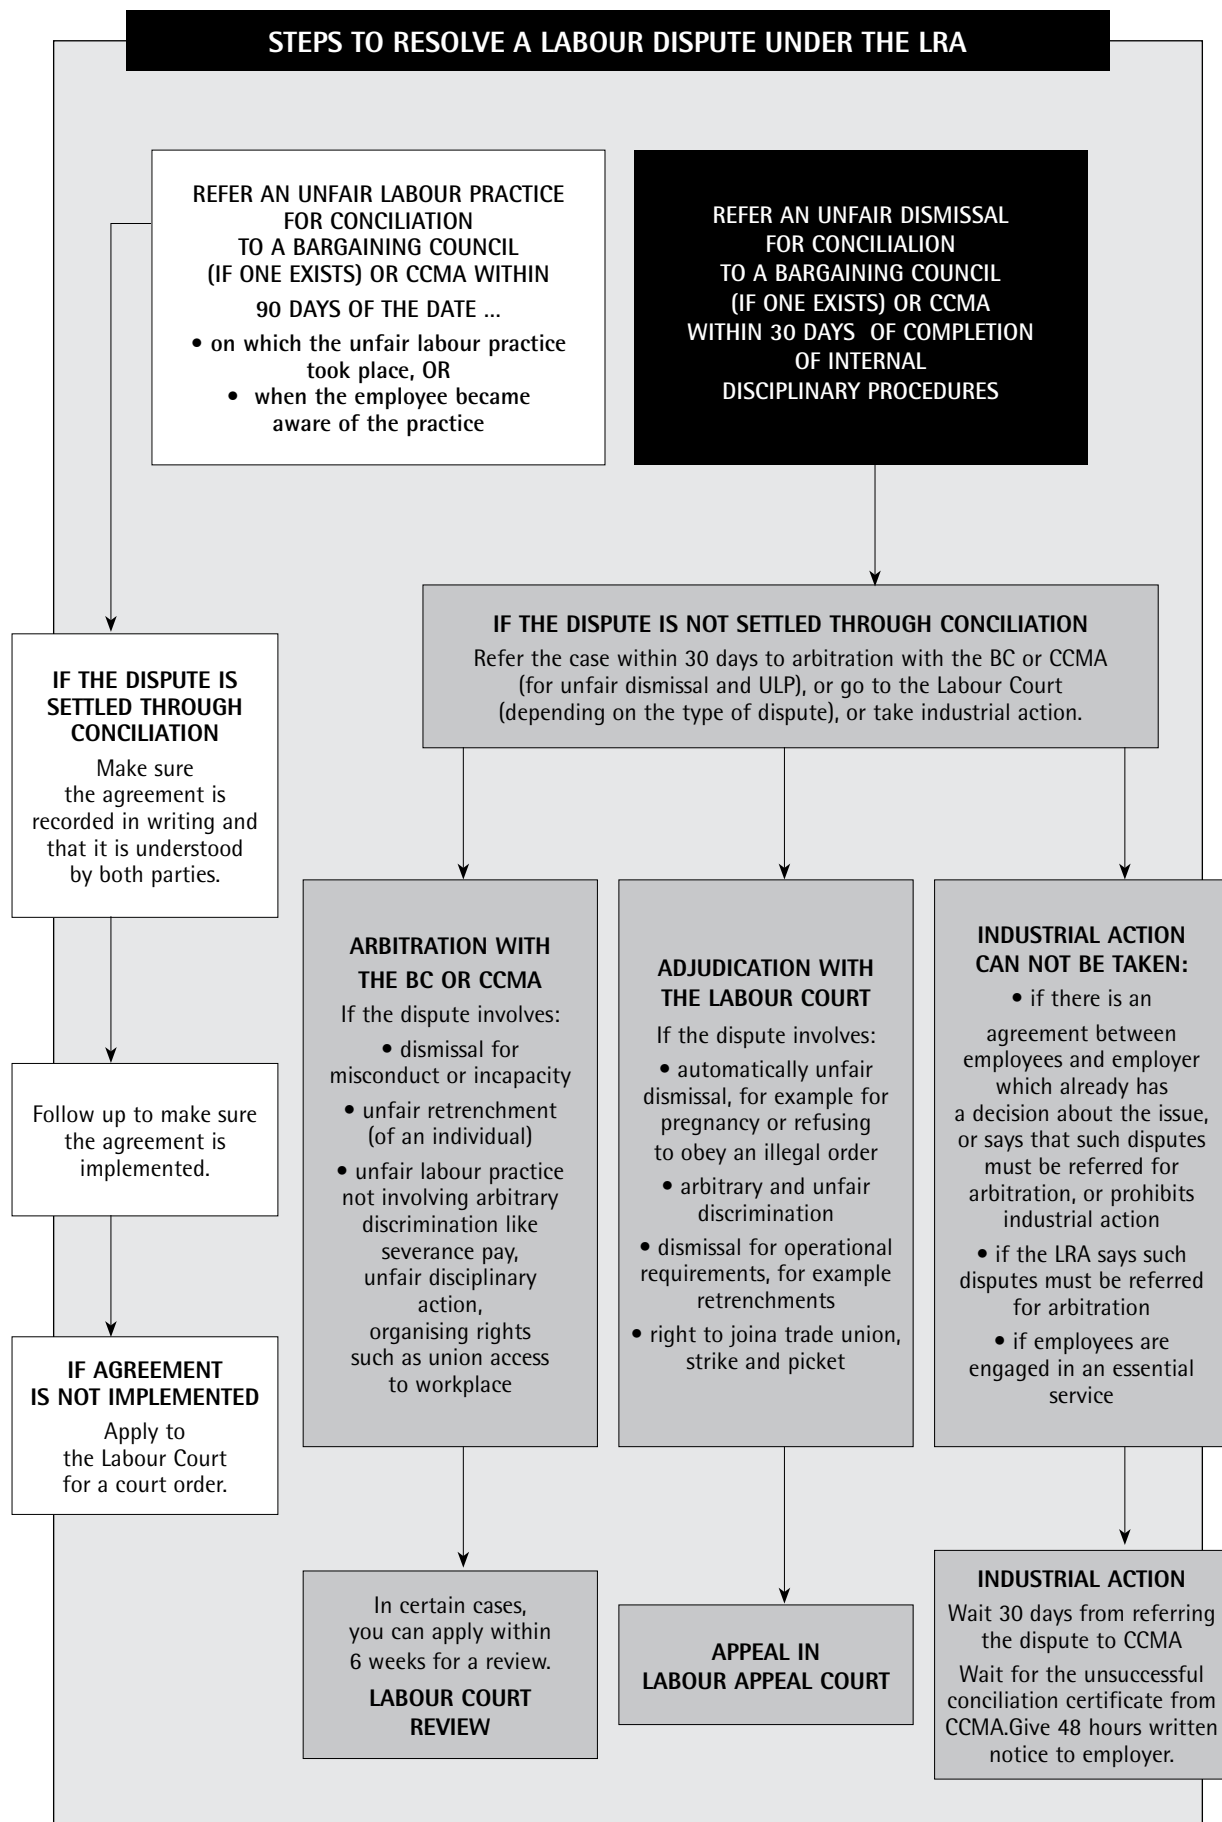 STEPS TO RESOLVE A LABOUR DISPUTE UNDER THE LRA
REFER AN UNFAIR LABOUR PRACTICE
FOR CONCILIATION
TO A BARGAINING COUNCIL
(IF ONE EXISTS) OR CCMA WITHIN
90 DAYS OF THE DATE ...
• on which the unfair labour practice
took place, OR
• when the employee became
aware of the practice
REFER AN UNFAIR DISMISSAL
FOR CONCILIALION
TO A BARGAINING COUNCIL
(IF ONE EXISTS) OR CCMA
WITHIN 30 DAYS OF COMPLETION
OF INTERNAL
DISCIPLINARY PROCEDURES
IF THE DISPUTE IS
SETTLED THROUGH
CONCILIATION
Make sure
the agreement is
recorded in writing and
that it is understood
by both parties.
Follow up to make sure
the agreement is
implemented.
IF AGREEMENT
IS NOT IMPLEMENTED
Apply to
the Labour Court
for a court order.
IF THE DISPUTE IS NOT SETTLED THROUGH CONCILIATION
Refer the case within 30 days to arbitration with the BC or CCMA
(for unfair dismissal and ULP), or go to the Labour Court
(depending on the type of dispute), or take industrial action.
ARBITRATION WITH
THE BC OR CCMA
If the dispute involves:
• dismissal for
misconduct or incapacity
• unfair retrenchment
(of an individual)
• unfair labour practice
not involving arbitrary
discrimination like
severance pay,
unfair disciplinary
action,
organising rights
such as union access
to workplace
In certain cases,
you can apply within
6 weeks for a review.
LABOUR COURT
REVIEW
ADJUDICATION WITH
THE LABOUR COURT
If the dispute involves:
• automatically unfair
dismissal, for example for
pregnancy or refusing
to obey an illegal order
• arbitrary and unfair
discrimination
• dismissal for operational
requirements, for example
retrenchments
• right to joina trade union,
strike and picket
APPEAL IN
LABOUR APPEAL COURT
INDUSTRIAL ACTION
CAN NOT BE TAKEN:
• if there is an
agreement between
employees and employer
which already has
a decision about the issue,
or says that such disputes
must be referred for
arbitration, or prohibits
industrial action
• if the LRA says such
disputes must be referred
for arbitration
• if employees are
engaged in an essential
service
INDUSTRIAL ACTION
Wait 30 days from referring
the dispute to CCMA
Wait for the unsuccessful
conciliation certificate from
CCMA.Give 48 hours written
notice to employer.